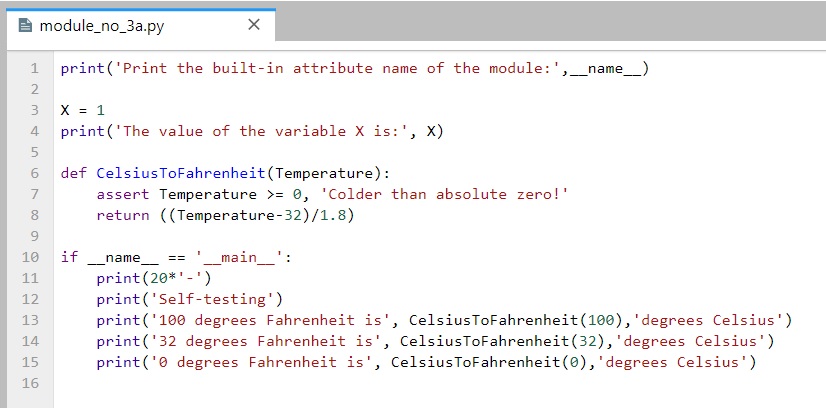 module_no_3a.py ×
1 print('Print the built-in attribute name of the module:',__name__)
2
3 X = 1
4 print('The value of the variable X is:', X)
5
6 def CelsiusToFahrenheit(Temperature):
7     assert Temperature >= 0, 'Colder than absolute zero!'
8     return ((Temperature-32)/1.8)
9
10 if __name__ == '__main__':
11     print(20*'-')
12     print('Self-testing')
13     print('100 degrees Fahrenheit is', CelsiusToFahrenheit(100),'degrees Celsius')
14     print('32 degrees Fahrenheit is', CelsiusToFahrenheit(32),'degrees Celsius')
15     print('0 degrees Fahrenheit is', CelsiusToFahrenheit(0),'degrees Celsius')
16